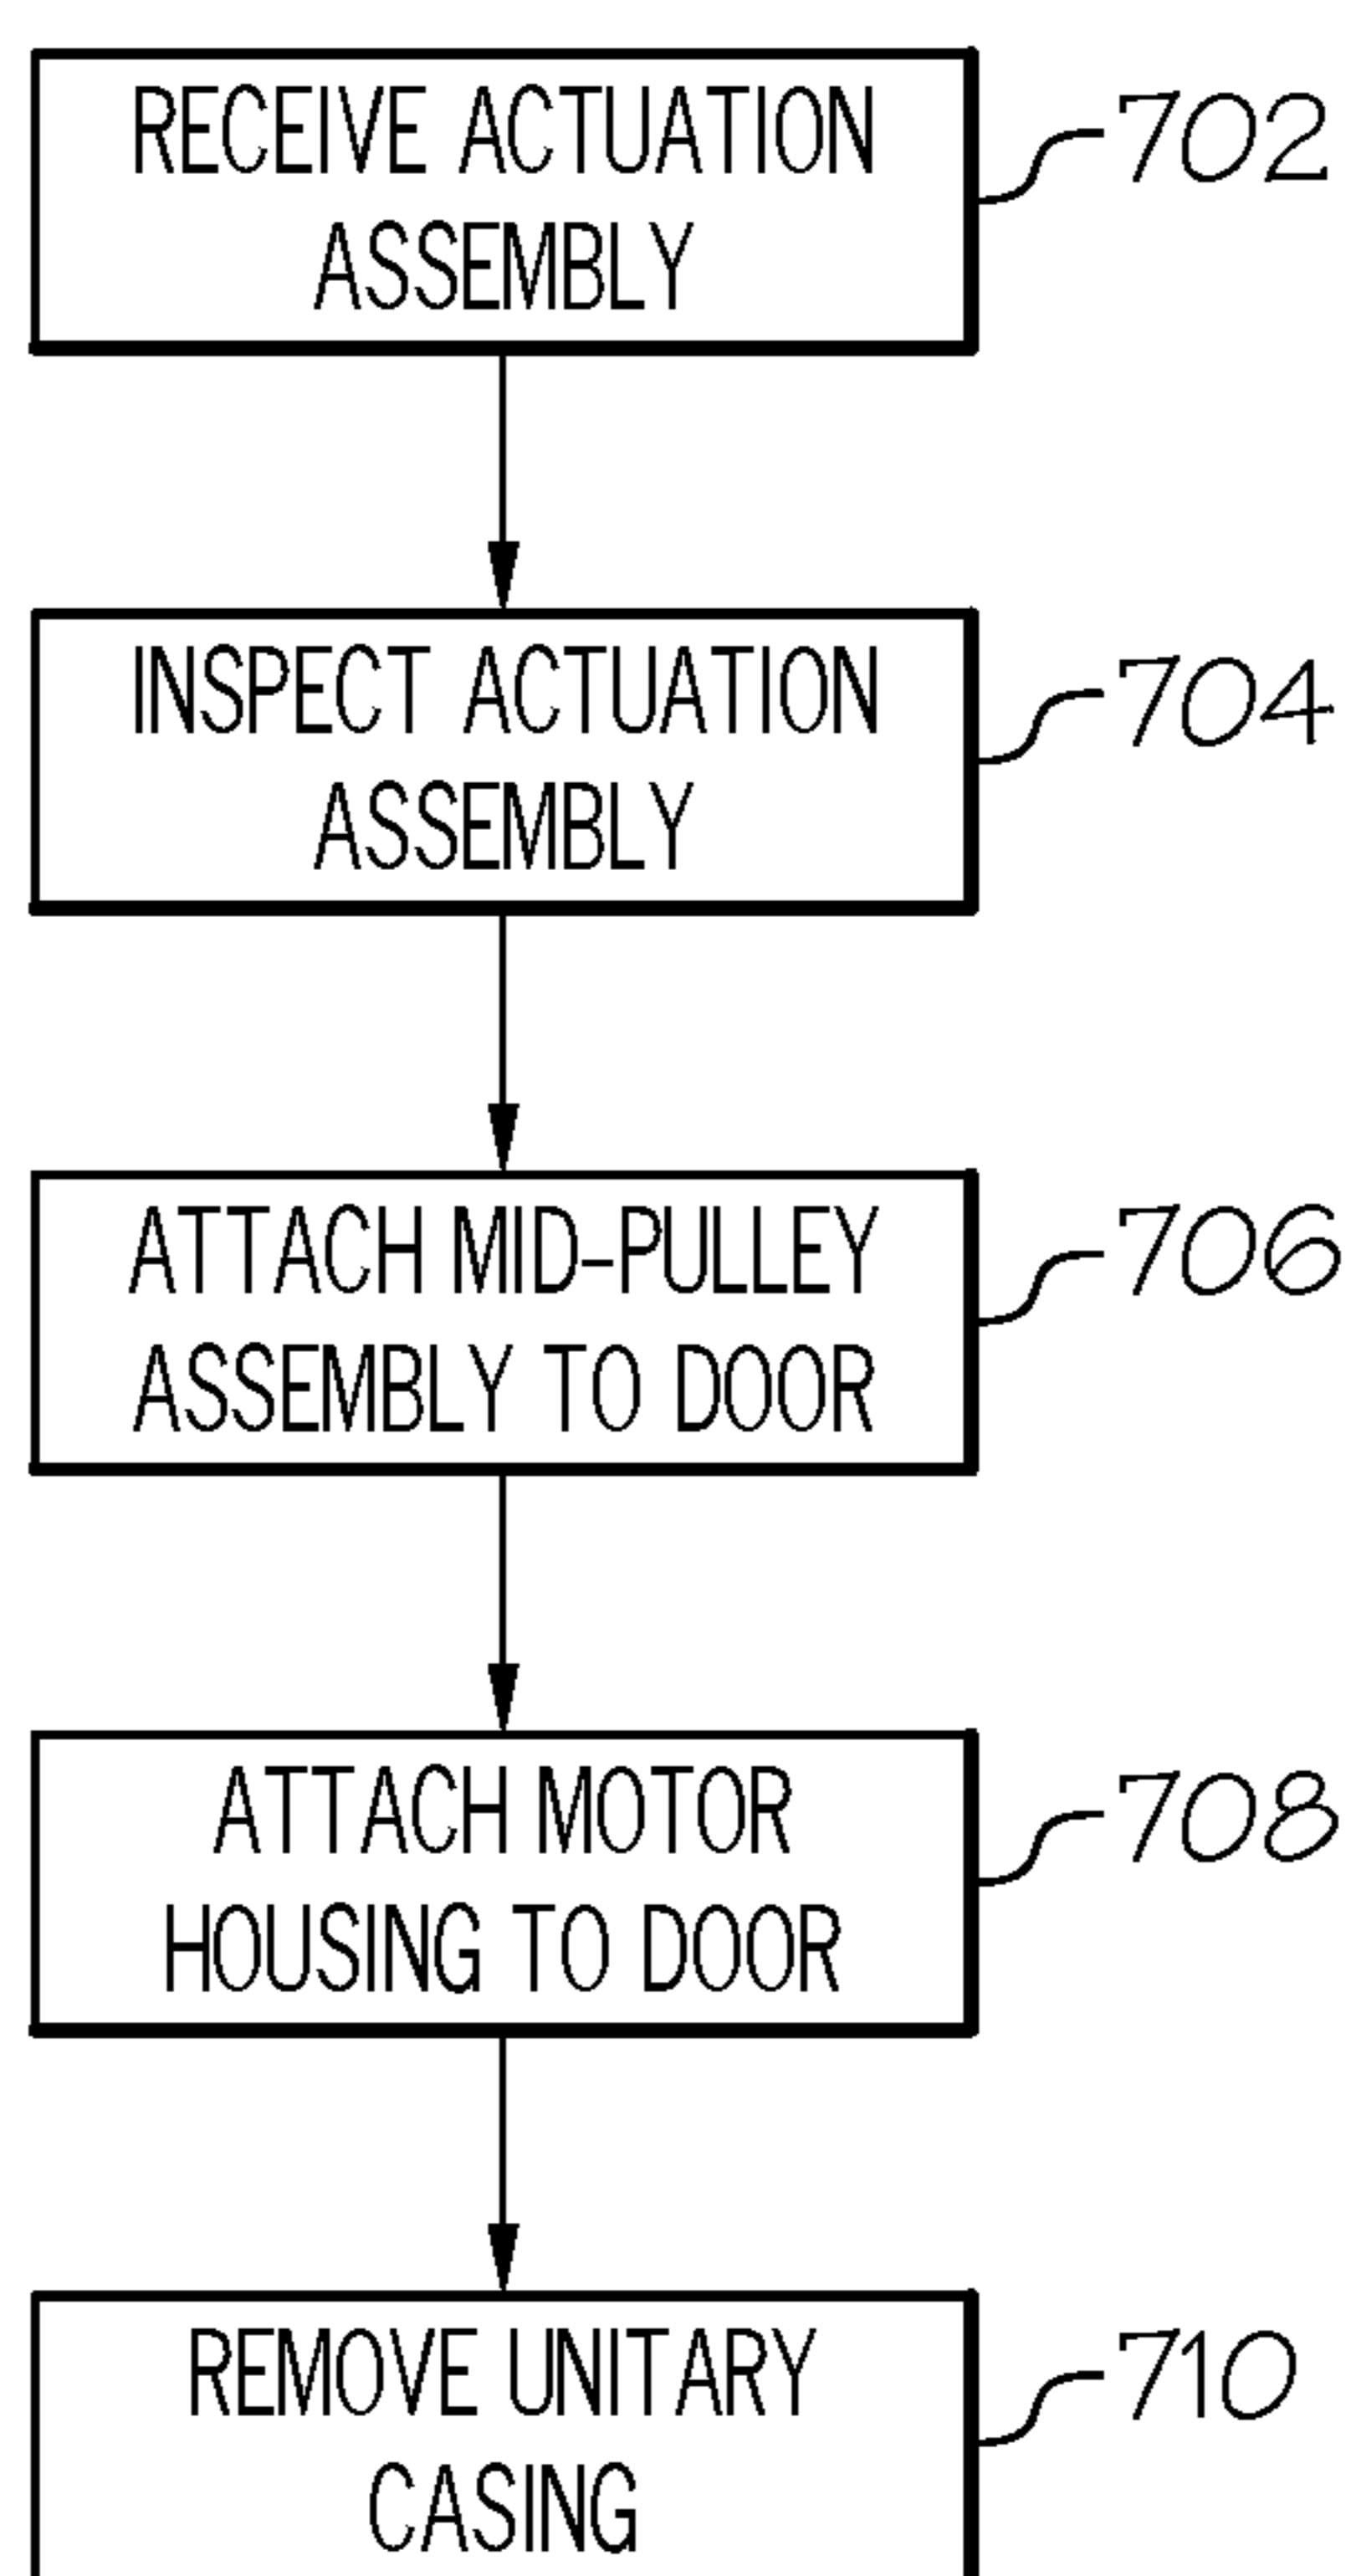 RECEIVE ACTUATION
ASSEMBLY
702
INSPECT ACTUATION
ASSEMBLY
704
ATTACH MID-PULLEY
ASSEMBLY TO DOOR
706
ATTACH MOTOR
HOUSING TO DOOR
708
REMOVE UNITARY
CASING
710